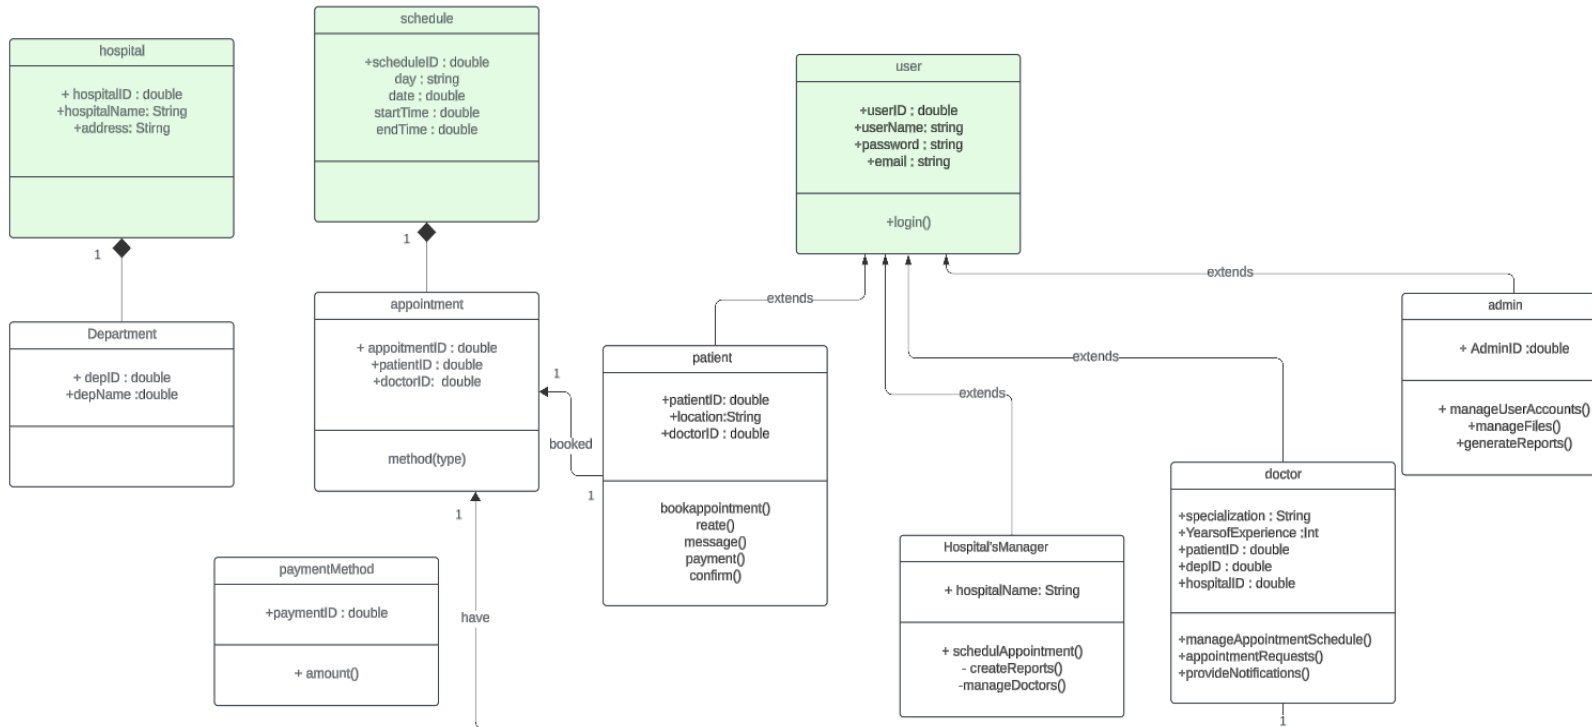 hospital
+ hospitalID : double
+hospitalName: String
+address: Stirng
schedule
+scheduleID : double
day : string
date : double
startTime : double
endTime : double
user
+userID : double
+userName: string
+password : string
+email : string
+login()
1
1
extends
extends
extends
extends
Department
+ depID : double
+depName :double
appointment
+ appoitmentID : double
+patientID : double
+doctorID: double
method(type)
1
booked
1
patient
+patientID: double
+location:String
+doctorID : double
bookappointment()
reate()
message()
payment()
confirm()
admin
+ AdminID :double
+ manageUserAccounts()
+manageFiles()
+generateReports()
doctor
+specialization : String
+YearsofExperience :Int
+patientID : double
+depID : double
+hospitalID : double
+manageAppointmentSchedule()
+appointmentRequests()
+provideNotifications()
1
Hospital'sManager
+ hospitalName: String
+ schedulAppointment()
- createReports()
-manageDoctors()
1
have
paymentMethod
+paymentID : double
+ amount()